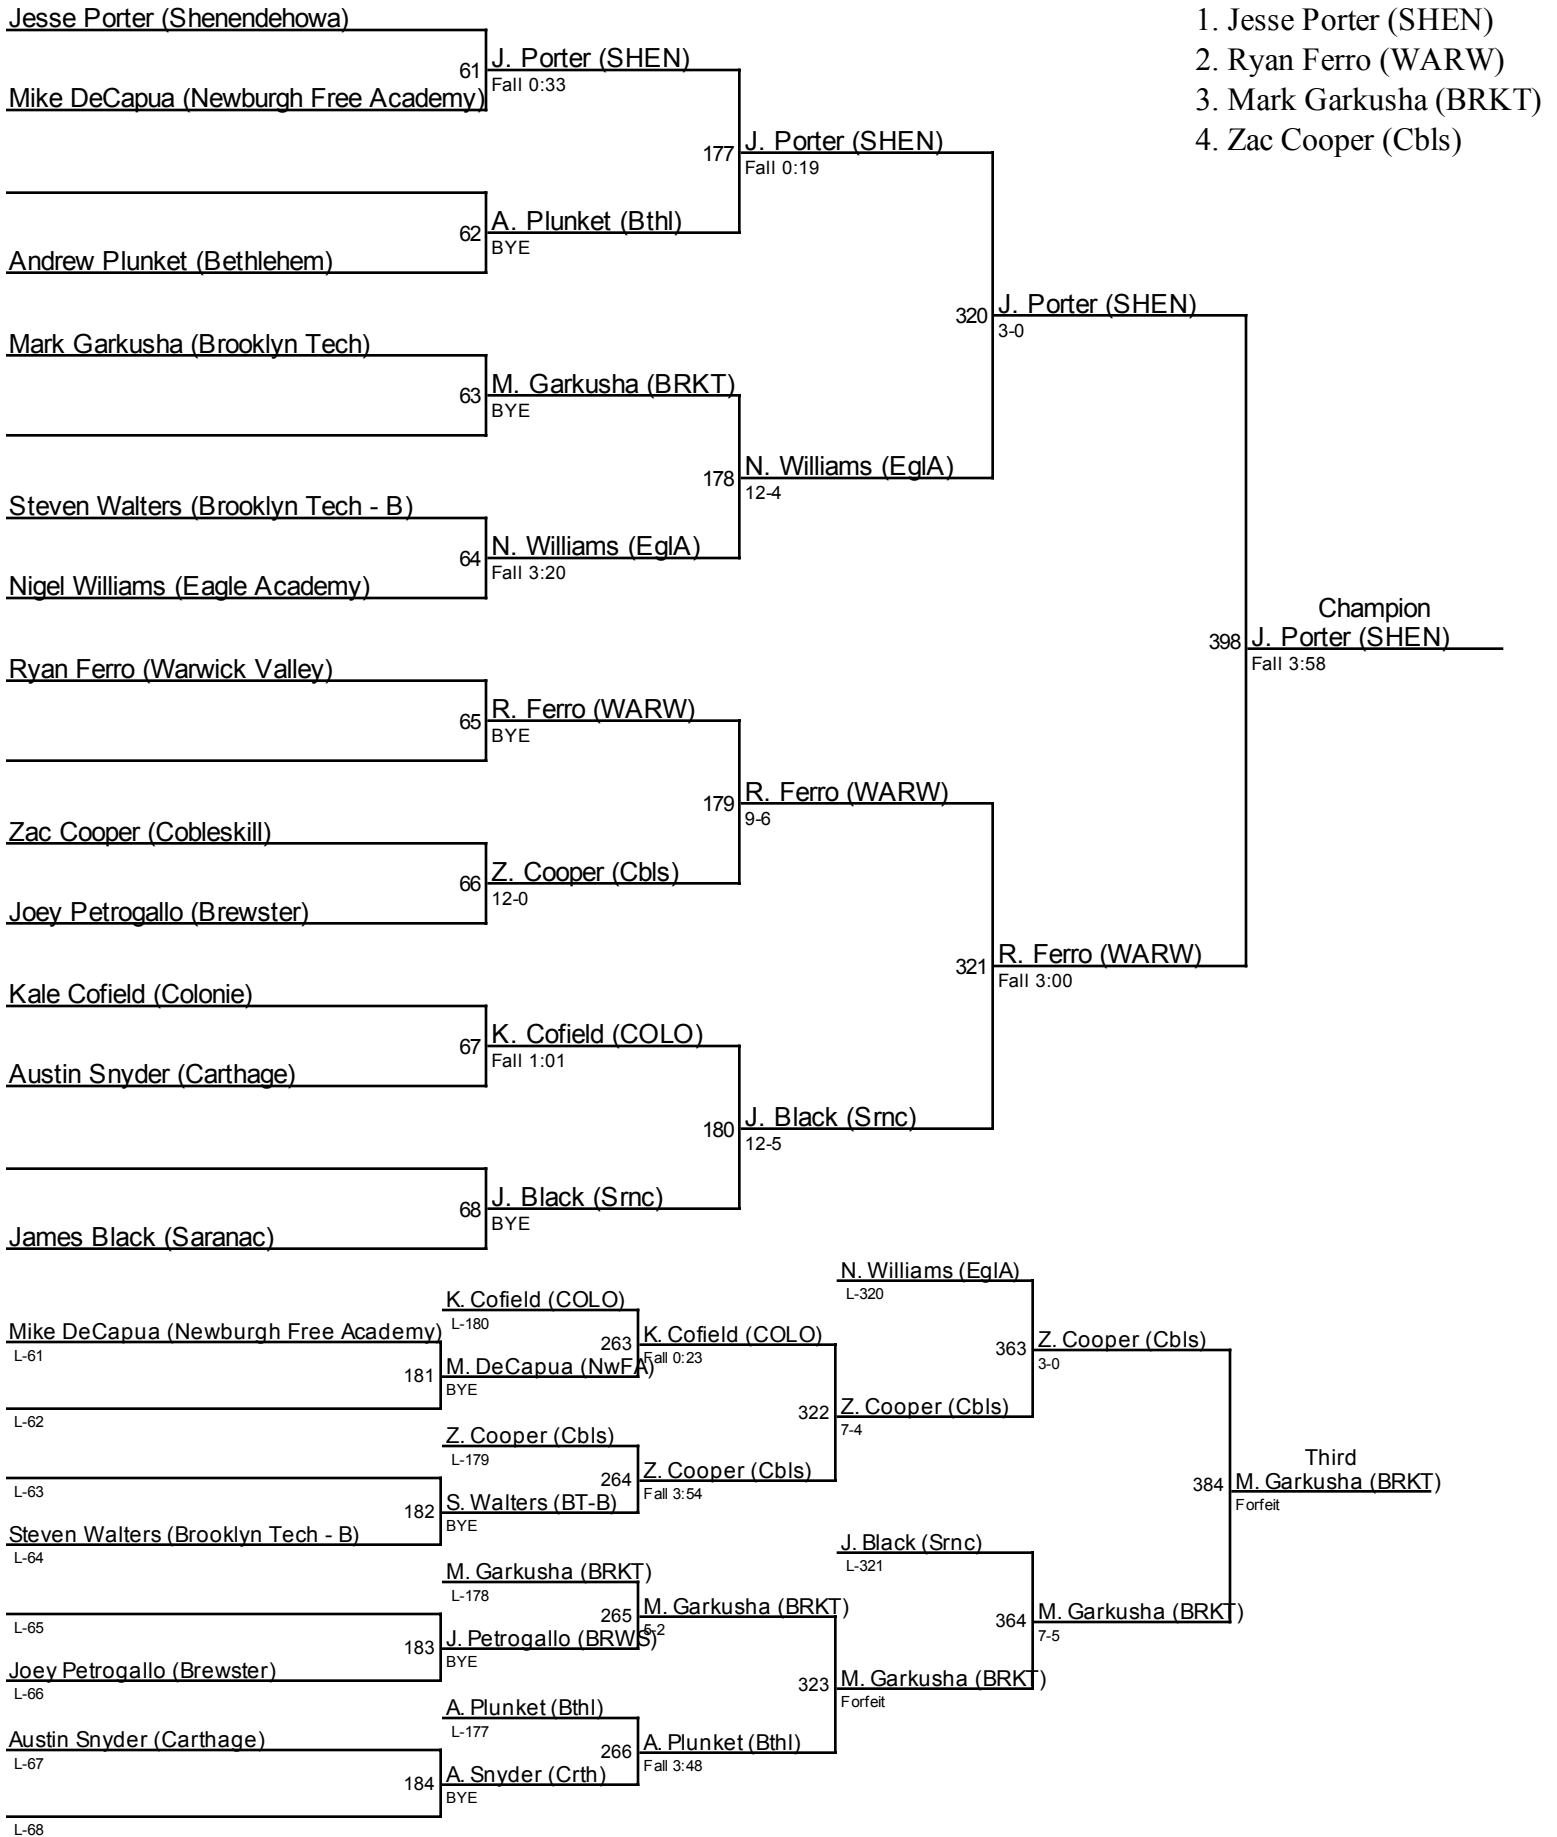 Jesse Porter (Shenendehowa)
1. Jesse Porter (SHEN)
2. Ryan Ferro (WARW)
3. Mark Garkusha (BRKT)
4. Zac Cooper (Cbls)
61
J. Porter (SHEN)
Fall 0:33
Mike DeCapua (Newburgh Free Academy)
177
J. Porter (SHEN)
Fall 0:19
62
A. Plunket (Bthl)
BYE
Andrew Plunket (Bethlehem)
320
J. Porter (SHEN)
3-0
Mark Garkusha (Brooklyn Tech)
63
M. Garkusha (BRKT)
BYE
178
N. Williams (EglA)
12-4
Steven Walters (Brooklyn Tech - B)
64
N. Williams (EglA)
Fall 3:20
Nigel Williams (Eagle Academy)
Champion
398
J. Porter (SHEN)
Fall 3:58
Ryan Ferro (Warwick Valley)
65
R. Ferro (WARW)
BYE
179
R. Ferro (WARW)
9-6
Zac Cooper (Cobleskill)
66
Z. Cooper (Cbls)
12-0
Joey Petrogallo (Brewster)
321
R. Ferro (WARW)
Fall 3:00
Kale Cofield (Colonie)
67
K. Cofield (COLO)
Fall 1:01
Austin Snyder (Carthage)
180
J. Black (Srnc)
12-5
68
J. Black (Srnc)
BYE
James Black (Saranac)
N. Williams (EglA)
L-320
K. Cofield (COLO)
L-180
Mike DeCapua (Newburgh Free Academy)
L-61
263
K. Cofield (COLO)
Fall 0:23
363
Z. Cooper (Cbls)
3-0
181
M. DeCapua (NwFA)
BYE
L-62
322
Z. Cooper (Cbls)
7-4
Z. Cooper (Cbls)
L-179
264
Z. Cooper (Cbls)
Fall 3:54
L-63
182
S. Walters (BT-B)
BYE
Steven Walters (Brooklyn Tech - B)
L-64
Third
384
M. Garkusha (BRKT)
Forfeit
J. Black (Srnc)
L-321
M. Garkusha (BRKT)
L-178
265
M. Garkusha (BRKT)
5-2
364
M. Garkusha (BRKT)
7-5
L-65
183
J. Petrogallo (BRWS)
BYE
Joey Petrogallo (Brewster)
L-66
323
M. Garkusha (BRKT)
Forfeit
A. Plunket (Bthl)
L-177
266
A. Plunket (Bthl)
Fall 3:48
Austin Snyder (Carthage)
L-67
184
A. Snyder (Crth)
BYE
L-68